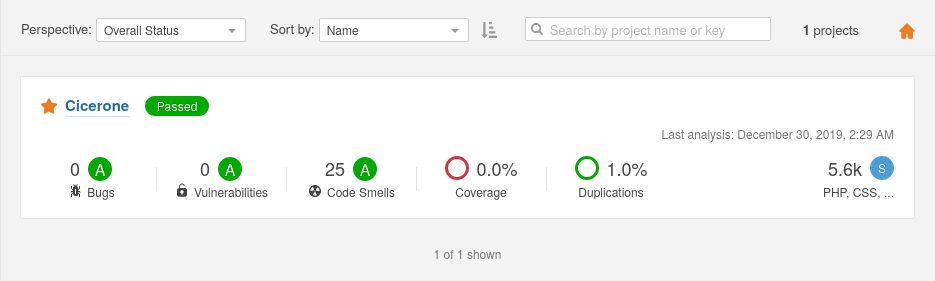 Perspective: Overall Status Sort by: Name Search by project name or key 1 projects
Cicerone Passed
Last analysis: December 30, 2019, 2:29 AM
0 A 0 A 25 A 0.0% 1.0% 5.6k S
Bugs Vulnerabilities Code Smells Coverage Duplications PHP, CSS, ...
1 of 1 shown